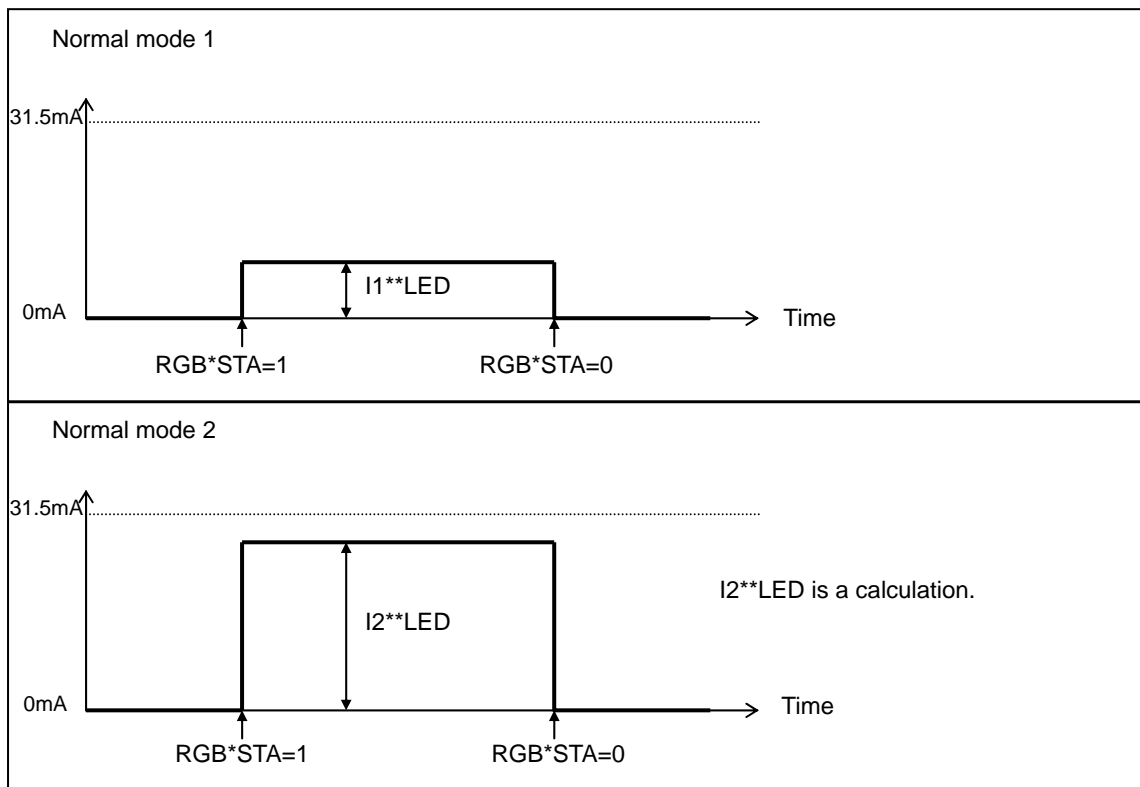 Normal mode 1
31.5mA
I1**LED
0mA
Time
RGB*STA=1 RGB*STA=0
Normal mode 2
31.5mA
I2**LED is a calculation.
I2**LED
0mA
Time
RGB*STA=1 RGB*STA=0